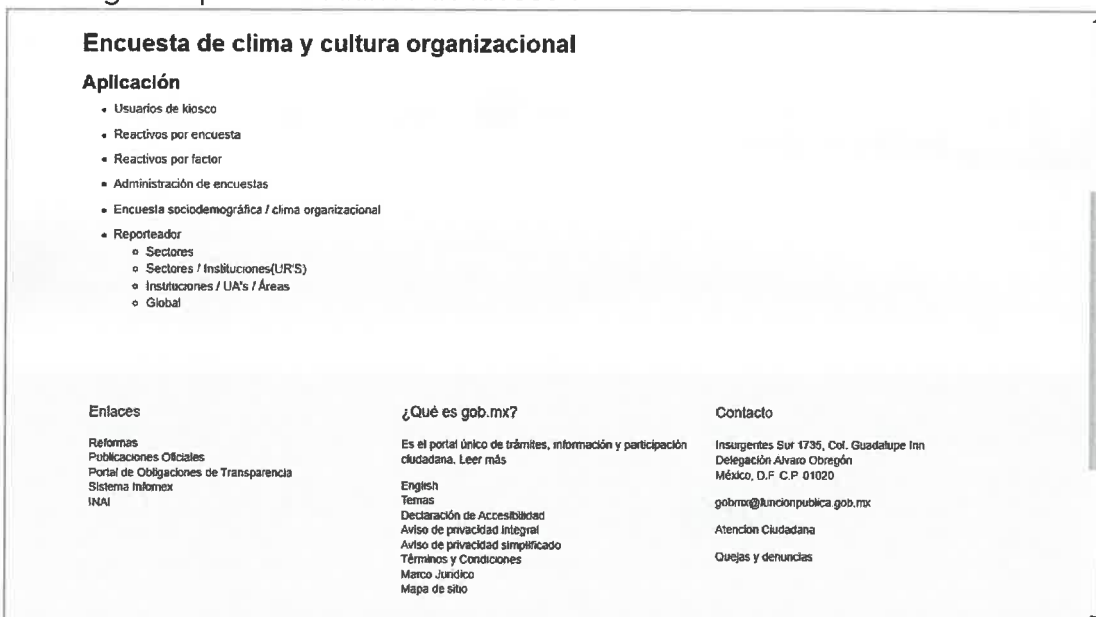 Encuesta de clima y cultura organizacional
Aplicación
• Usuarios de kiosco
• Reactivos por encuesta
• Reactivos por factor
• Administración de encuestas
• Encuesta sociodemográfica / clima organizacional
• Reporteador
o Sectores
o Sectores / Instituciones(UR'S)
o Instituciones / UA's / Áreas
o Global
Enlaces
Reformas
Publicaciones Oficiales
Portal de Obligaciones de Transparencia
Sistema Infomex
INAI
¿Qué es gob.mx?
Es el portal único de trámites, información y participación
ciudadana. Leer más
English
Temas
Declaración de Accesibilidad
Aviso de privacidad integral
Aviso de privacidad simplificado
Términos y Condiciones
Marco Jurídico
Mapa de sitio
Contacto
Insurgentes Sur 1735, Col. Guadalupe Inn
Delegación Alvaro Obregón
México, D.F. C.P. 01020
gobmx@funcionpublica.gob.mx
Atencion Ciudadana
Quejas y denuncias